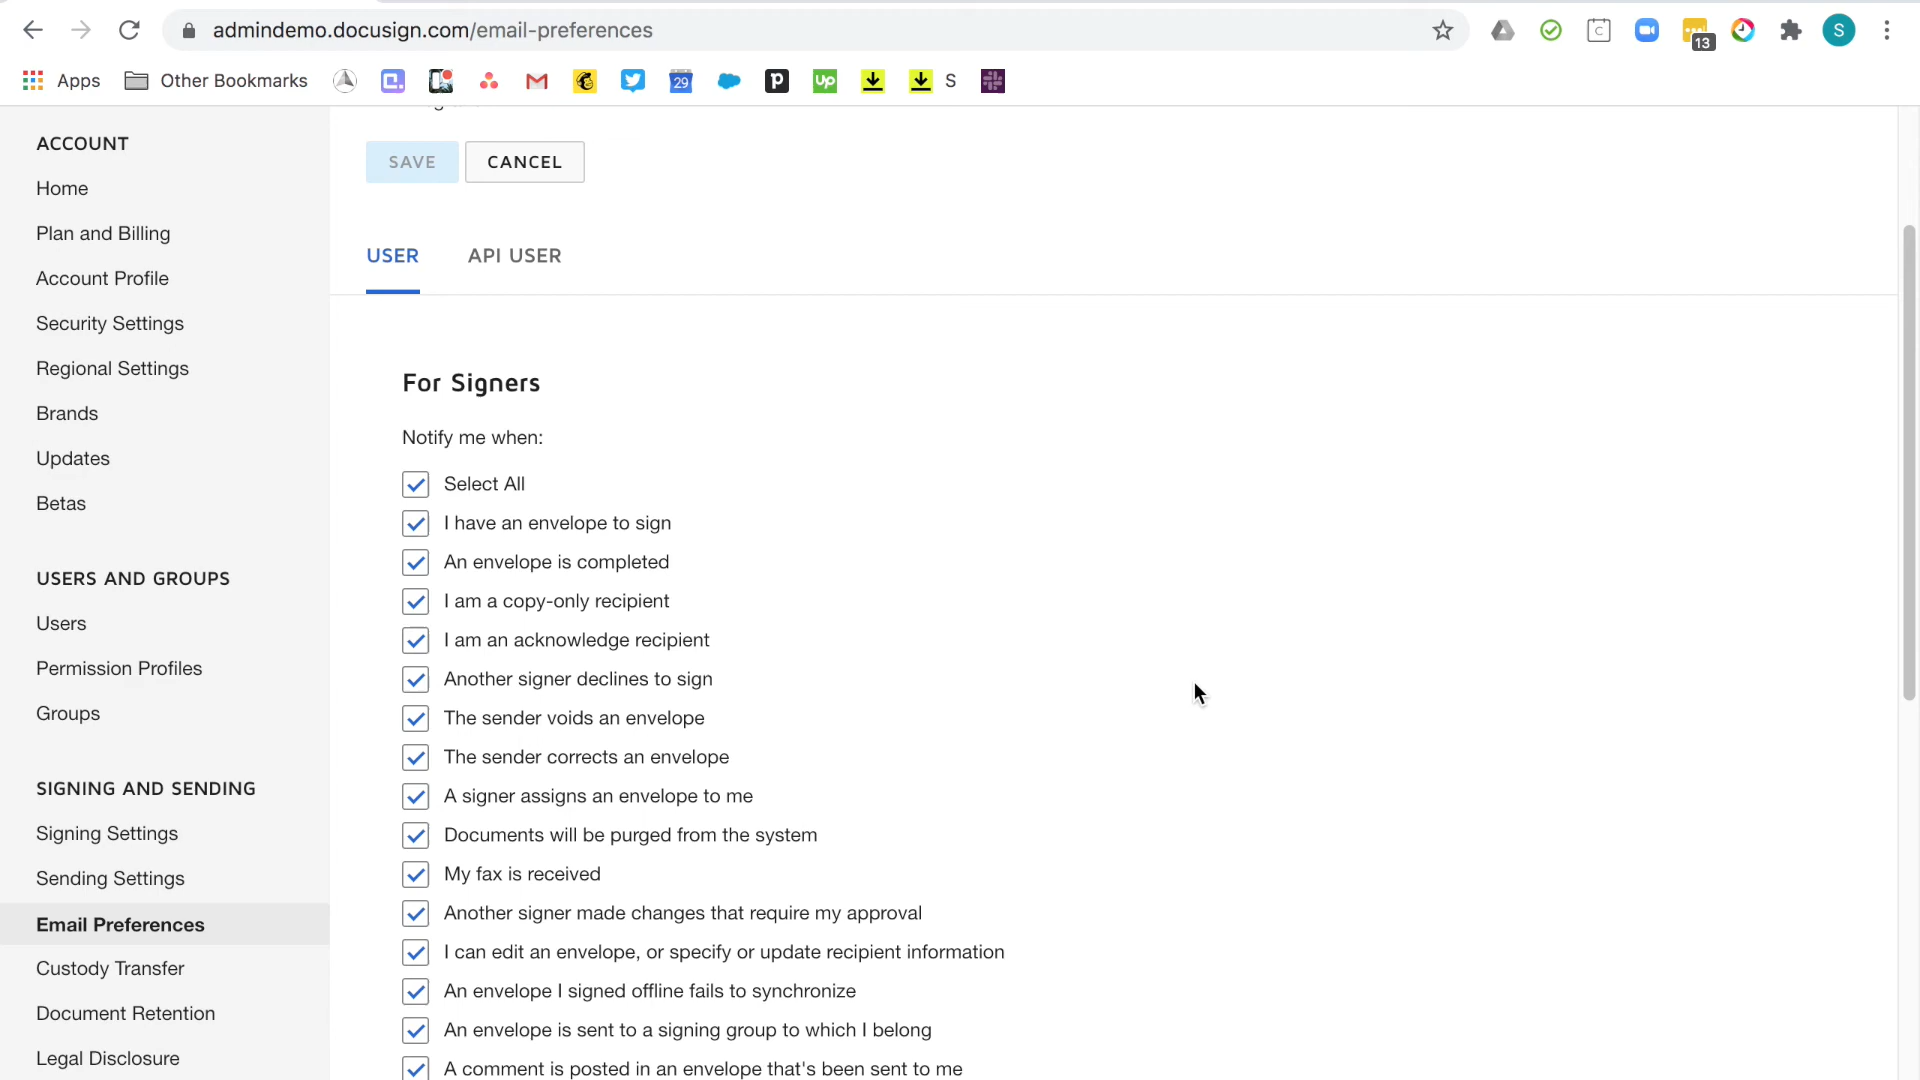 admindemo.docusign.com/email-preferences
13
S
Apps
Other Bookmarks
29
up
S
ACCOUNT
Home
Plan and Billing
Account Profile
Security Settings
Regional Settings
Brands
Updates
Betas
USERS AND GROUPS
Users
Permission Profiles
Groups
SIGNING AND SENDING
Signing Settings
Sending Settings
Email Preferences
Custody Transfer
Document Retention
Legal Disclosure
SAVE
CANCEL
USER
API USER
For Signers
Notify me when:
Select All
I have an envelope to sign
An envelope is completed
I am a copy-only recipient
I am an acknowledge recipient
Another signer declines to sign
The sender voids an envelope
The sender corrects an envelope
A signer assigns an envelope to me
Documents will be purged from the system
My fax is received
Another signer made changes that require my approval
I can edit an envelope, or specify or update recipient information
An envelope I signed offline fails to synchronize
An envelope is sent to a signing group to which I belong
A comment is posted in an envelope that's been sent to me